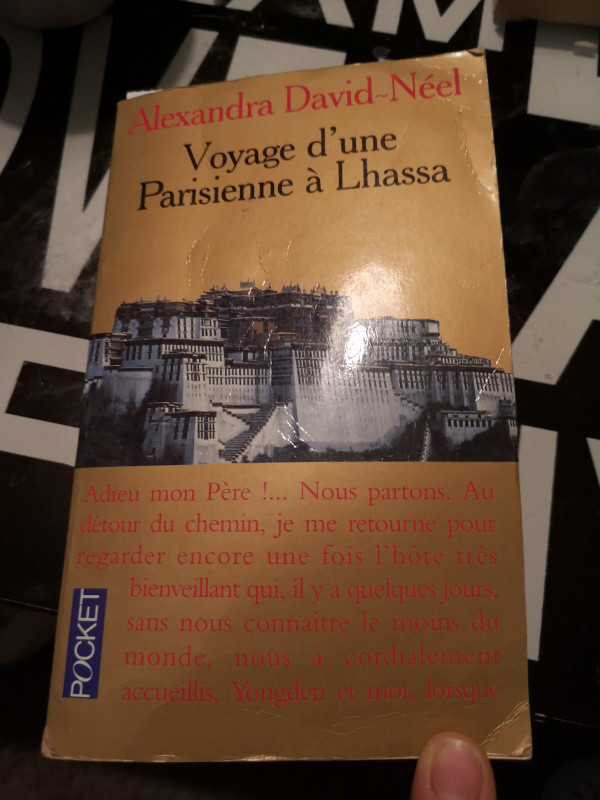 Alexandra David~Néel
Voyage d'une
Parisienne à Lhassa
Adieu mon Père !... Nous partons. Au
détour du chemin, je me retourne pour
regarder encore une fois l'hôte très
bienveillant qui, il y a quelques jours,
sans nous connaître le moins du
monde, nous a cordialement
accueillis, Yongden et moi, lorsque
POCKET